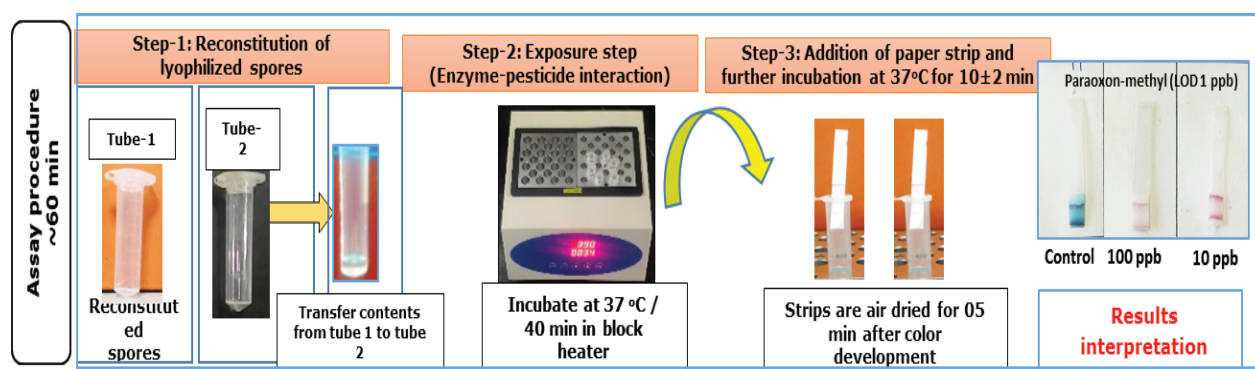 Assay procedure
~60 min
Step-1: Reconstitution of
lyophilized spores
Tube-1
Tube-
2
Reconstitut
ed
spores
Transfer contents
from tube 1 to tube
2
Step-2: Exposure step
(Enzyme-pesticide interaction)
Incubate at 37 ºC /
40 min in block
heater
Step-3: Addition of paper strip and
further incubation at 37ºC for 10±2 min
Strips are air dried for 05
min after color
development
Paraoxon-methyl (LOD 1 ppb)
Control 100 ppb 10 ppb
Results
interpretation